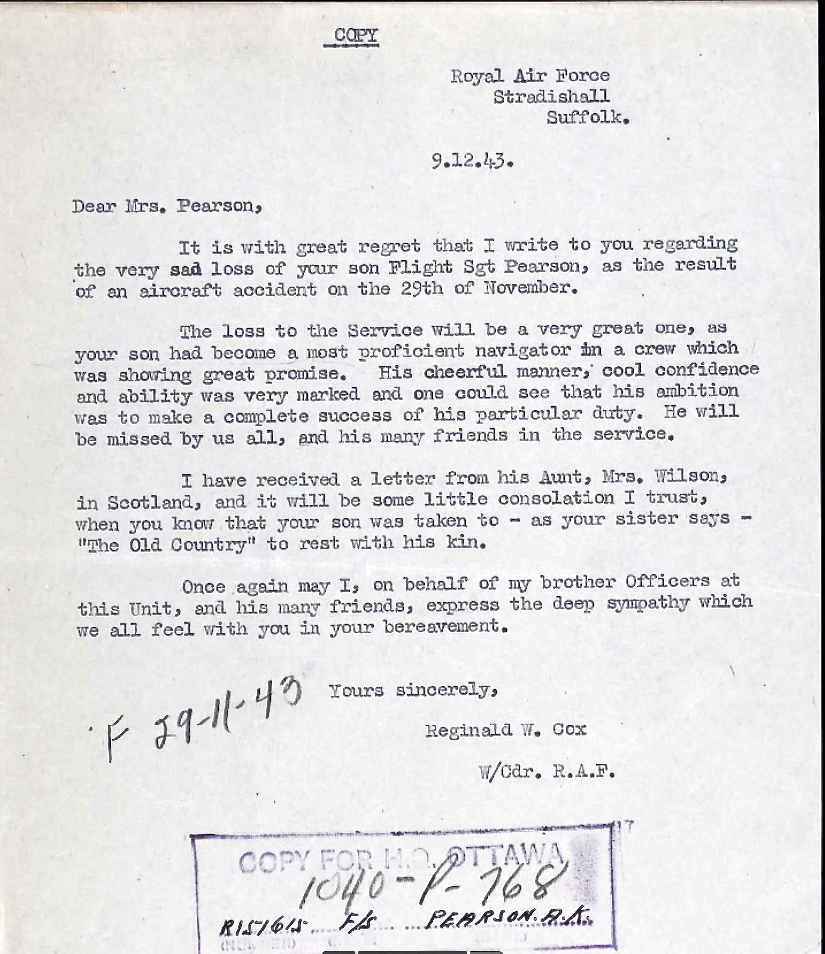 COPY
Royal Air Force
Stradishall
Suffolk.
9.12.43.
Dear Mrs. Pearson,
It is with great regret that I write to you regarding
the very sad loss of your son Flight Sgt Pearson, as the result
of an aircraft accident on the 29th of November.
The loss to the Service will be a very great one, as
your son had become a most proficient navigator in a crew which
was showing great promise. His cheerful manner, cool confidence
and ability was very marked and one could see that his ambition
was to make a complete success of his particular duty. He will
be missed by us all, and his many friends in the service.
I have received a letter from his Aunt, Mrs. Wilson,
in Scotland, and it will be some little consolation I trust,
when you know that your son was taken to - as your sister says -
"The Old Country" to rest with his kin.
Once again may I, on behalf of my brother Officers at
this Unit, and his many friends, express the deep sympathy which
we all feel with you in your bereavement.
Yours sincerely,
F 29-11-43
Reginald W. Cox
W/Cdr. R.A.F.
COPY FOR H.Q. OTTAWA
1040-P-768
R151615 F/S PEARSON. A.K.